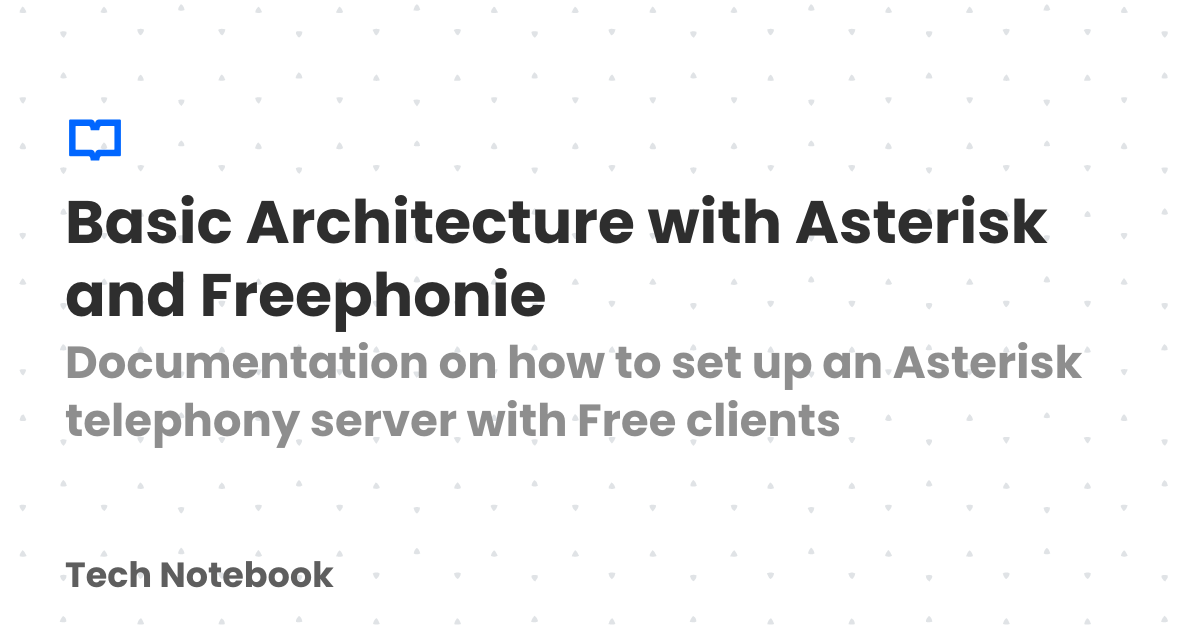 Basic Architecture with Asterisk
and Freephonie
Documentation on how to set up an Asterisk
telephony server with Free clients
Tech Notebook